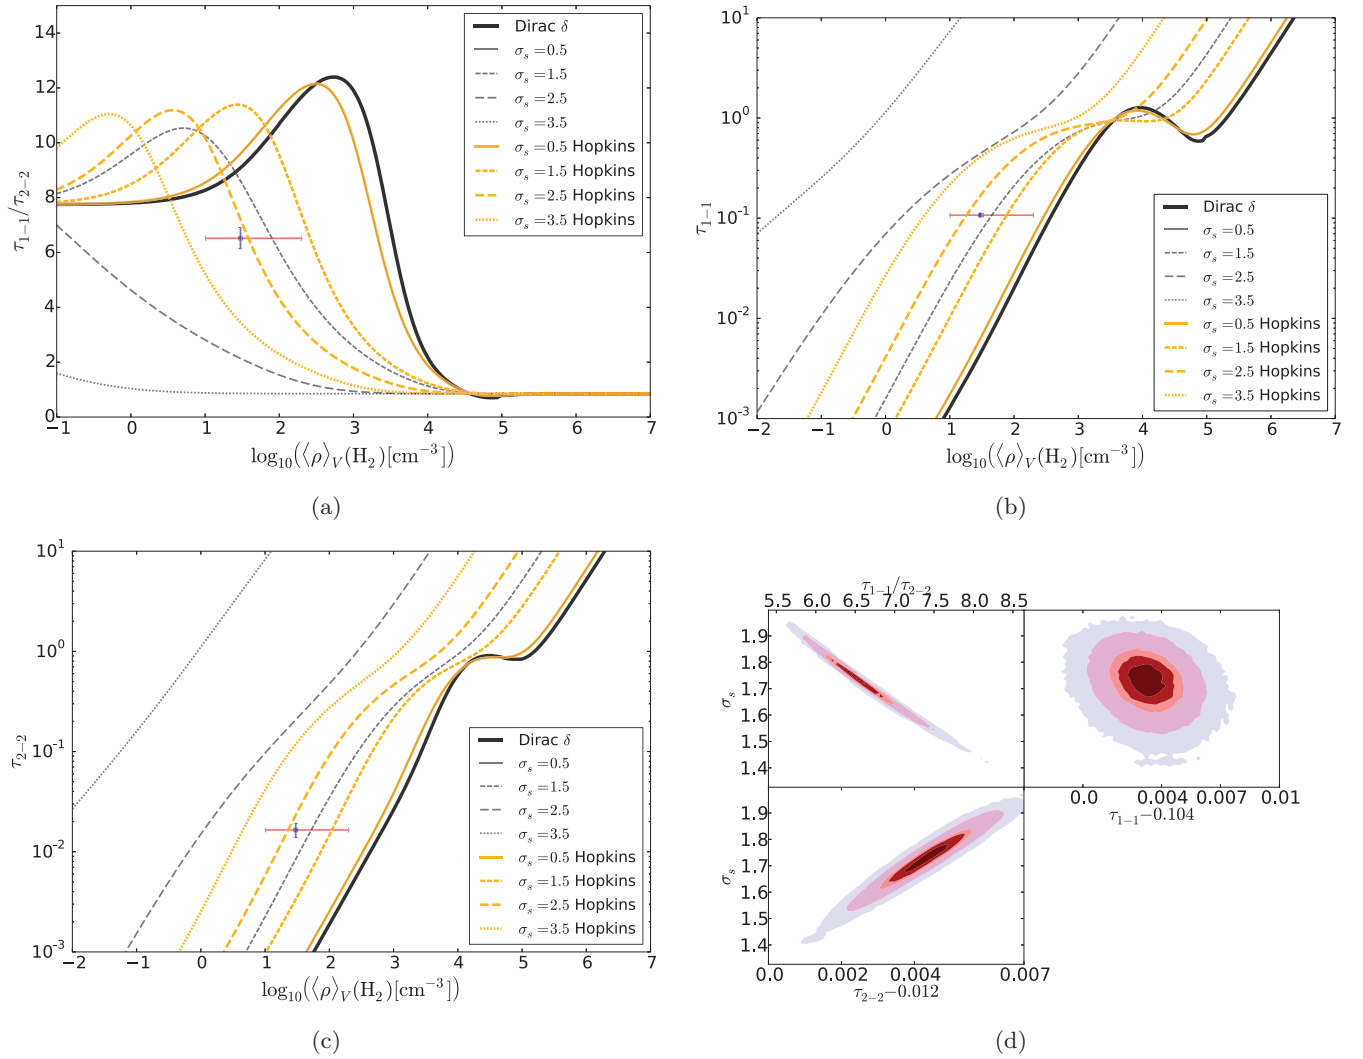 14
12
10
8
6
4
2
0
τ₁₋₁/τ₂₋₂
−1 0 1 2 3 4 5 6 7
log₁₀(⟨ρ⟩_V(H₂)[cm⁻³])
Dirac δ
σₛ=0.5
σₛ=1.5
σₛ=2.5
σₛ=3.5
σₛ=0.5 Hopkins
σₛ=1.5 Hopkins
σₛ=2.5 Hopkins
σₛ=3.5 Hopkins
(a)
10¹
10⁰
10⁻¹
10⁻²
10⁻³
τ₁₋₁
−2 −1 0 1 2 3 4 5 6 7
log₁₀(⟨ρ⟩_V(H₂)[cm⁻³])
Dirac δ
σₛ=0.5
σₛ=1.5
σₛ=2.5
σₛ=3.5
σₛ=0.5 Hopkins
σₛ=1.5 Hopkins
σₛ=2.5 Hopkins
σₛ=3.5 Hopkins
(b)
10¹
10⁰
10⁻¹
10⁻²
10⁻³
τ₂₋₂
−2 −1 0 1 2 3 4 5 6 7
log₁₀(⟨ρ⟩_V(H₂)[cm⁻³])
Dirac δ
σₛ=0.5
σₛ=1.5
σₛ=2.5
σₛ=3.5
σₛ=0.5 Hopkins
σₛ=1.5 Hopkins
σₛ=2.5 Hopkins
σₛ=3.5 Hopkins
(c)
τ₁₋₁/τ₂₋₂
5.5 6.0 6.5 7.0 7.5 8.0 8.5
1.9
1.8
1.7
1.6
1.5
1.4
σₛ
0.0 0.004 0.007 0.01
τ₁₋₁−0.104
1.9
1.8
1.7
1.6
1.5
1.4
σₛ
0.0 0.002 0.004 0.007
τ₂₋₂−0.012
(d)